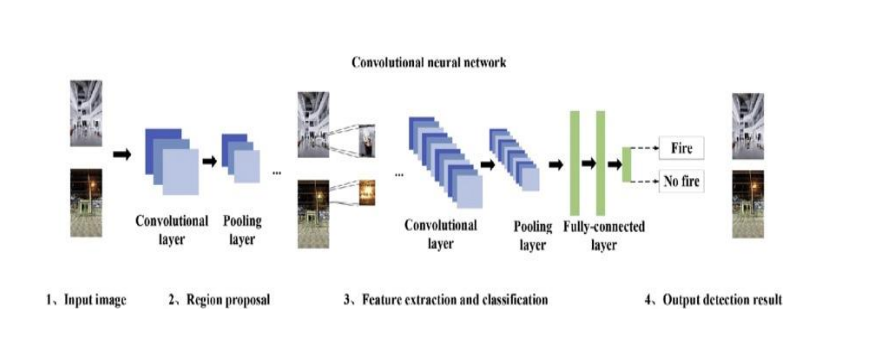 Convolutional neural network
...
...
Fire
No fire
Convolutional
layer
Pooling
layer
Convolutional
layer
Pooling
layer
Fully-connected
layer
1、Input image
2、Region proposal
3、Feature extraction and classification
4、Output detection result